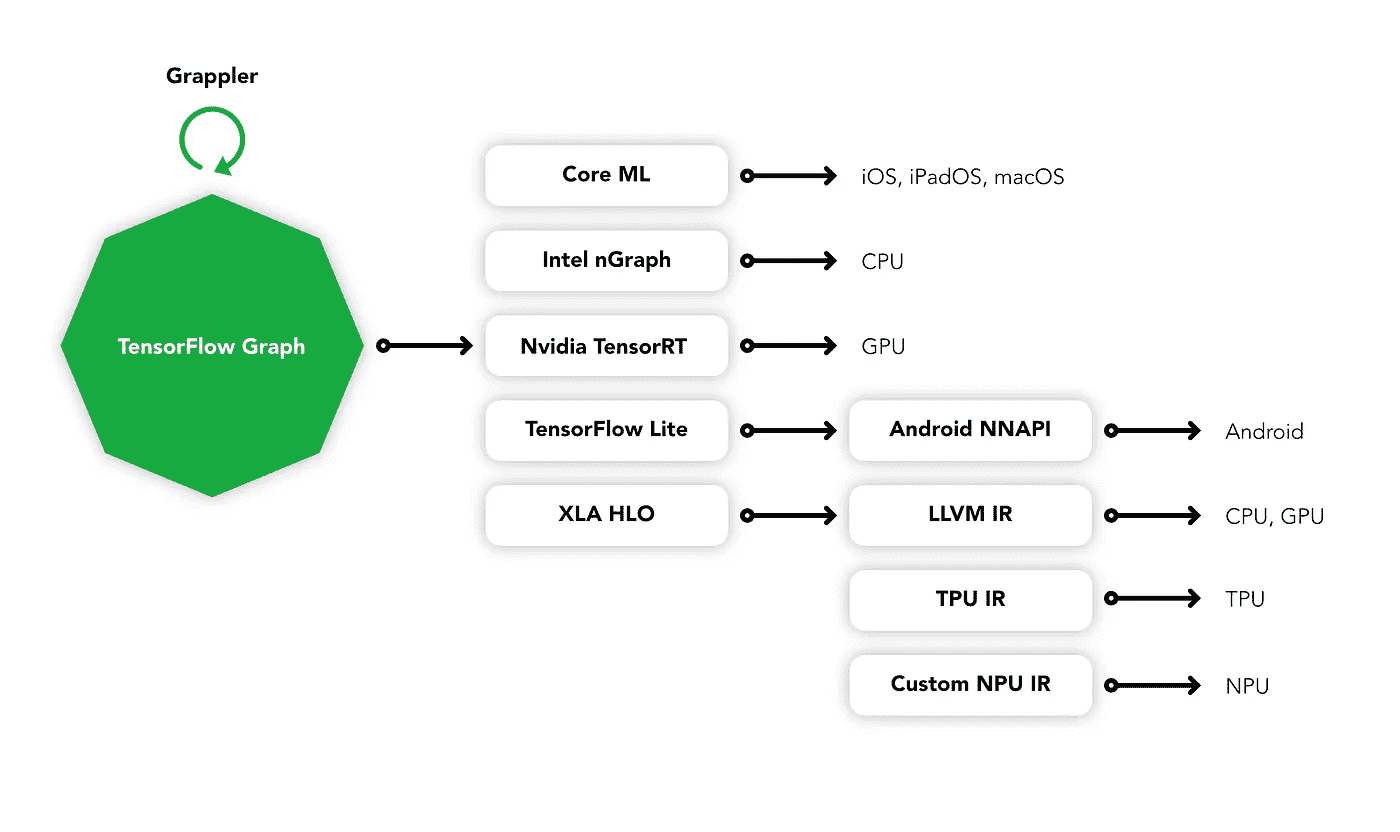 Grappler
TensorFlow Graph
Core ML
iOS, iPadOS, macOS
Intel nGraph
CPU
Nvidia TensorRT
GPU
TensorFlow Lite
Android NNAPI
Android
XLA HLO
LLVM IR
CPU, GPU
TPU IR
TPU
Custom NPU IR
NPU